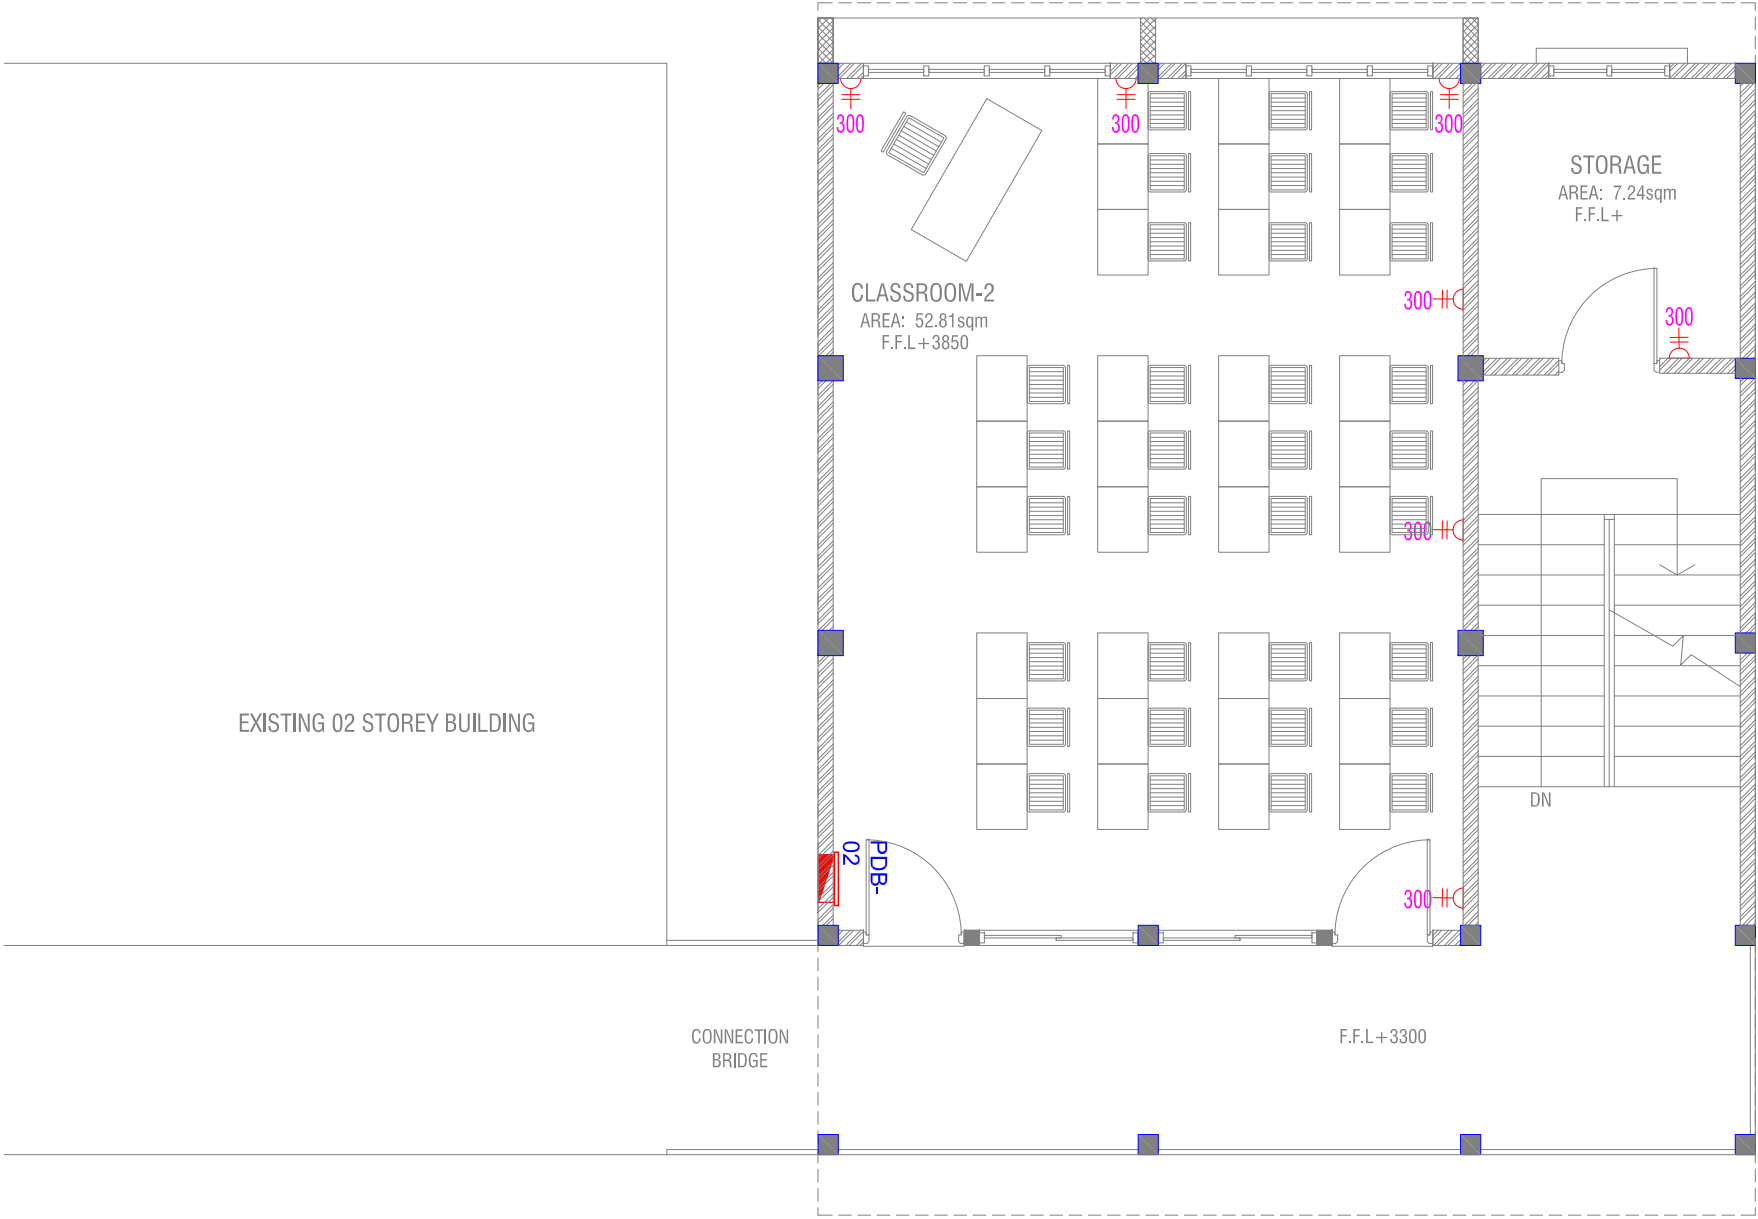 300
300
300
STORAGE
AREA: 7.24sqm
F.F.L+
CLASSROOM-2
AREA: 52.81sqm
F.F.L+3850
300
300
300
EXISTING 02 STOREY BUILDING
DN
PDB-
02
300
CONNECTION
BRIDGE
F.F.L+3300